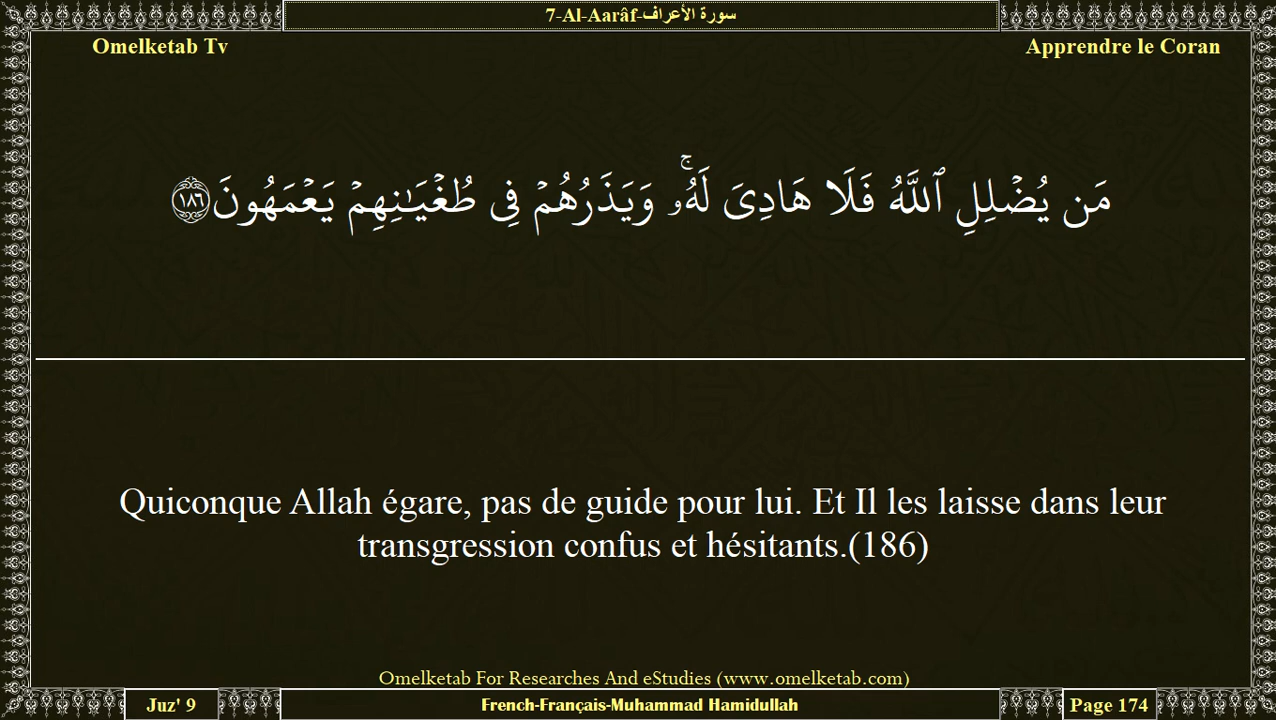 7-Al-Aarâf-سورة الأعراف
Omelketab Tv
Apprendre le Coran
مَن يُضْلِلِ ٱللَّهُ فَلَا هَادِىَ لَهُۥ ۚ وَيَذَرُهُمْ فِى طُغْيَـٰنِهِمْ يَعْمَهُونَ ١٨٦
Quiconque Allah égare, pas de guide pour lui. Et Il les laisse dans leur
transgression confus et hésitants.(186)
Omelketab For Researches And eStudies (www.omelketab.com)
Juz' 9
French-Français-Muhammad Hamidullah
Page 174